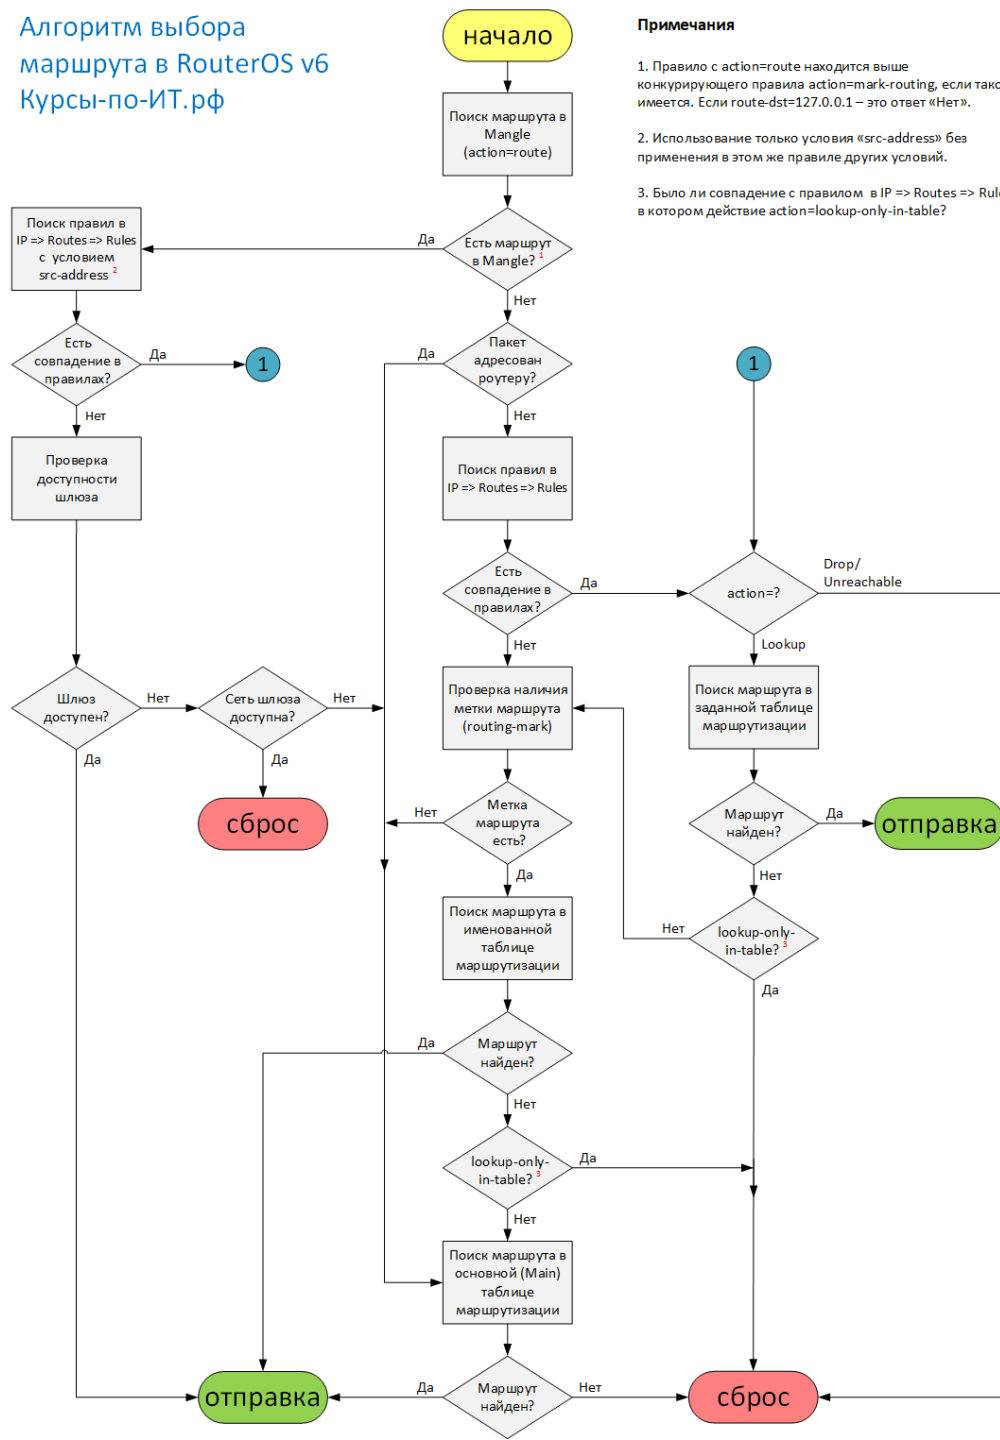 Алгоритм выбора
маршрута в RouterOS v6
Курсы-по-ИТ.рф
начало
Примечания
1. Правило с action=route находится выше
конкурирующего правила action=mark-routing, если тако
имеется. Если route-dst=127.0.0.1 – это ответ «Нет».
2. Использование только условия «src-address» без
применения в этом же правиле других условий.
3. Было ли совпадение с правилом в IP => Routes => Rule
в котором действие action=lookup-only-in-table?
Поиск маршрута в
Mangle
(action=route)
Есть маршрут
в Mangle? 1
Да
Нет
Поиск правил в
IP => Routes => Rules
с условием
src-address 2
Есть
совпадение в
правилах?
Да
1
Нет
Пакет
адресован
роутеру?
Да
Нет
1
Проверка
доступности
шлюза
Поиск правил в
IP => Routes => Rules
Есть
совпадение в
правилах?
Да
Нет
action=?
Drop/
Unreachable
Lookup
Шлюз
доступен?
Нет
Да
Сеть шлюза
доступна?
Нет
Да
сброс
Проверка наличия
метки маршрута
(routing-mark)
Поиск маршрута в
заданной таблице
маршрутизации
Метка
маршрута
есть?
Нет
Да
Маршрут
найден?
Да
отправка
Нет
Поиск маршрута в
именованной
таблице
маршрутизации
lookup-only-
in-table? 3
Нет
Да
Маршрут
найден?
Да
Нет
lookup-only-
in-table? 3
Да
Нет
Поиск маршрута в
основной (Main)
таблице
маршрутизации
Маршрут
найден?
Да
Нет
отправка
сброс